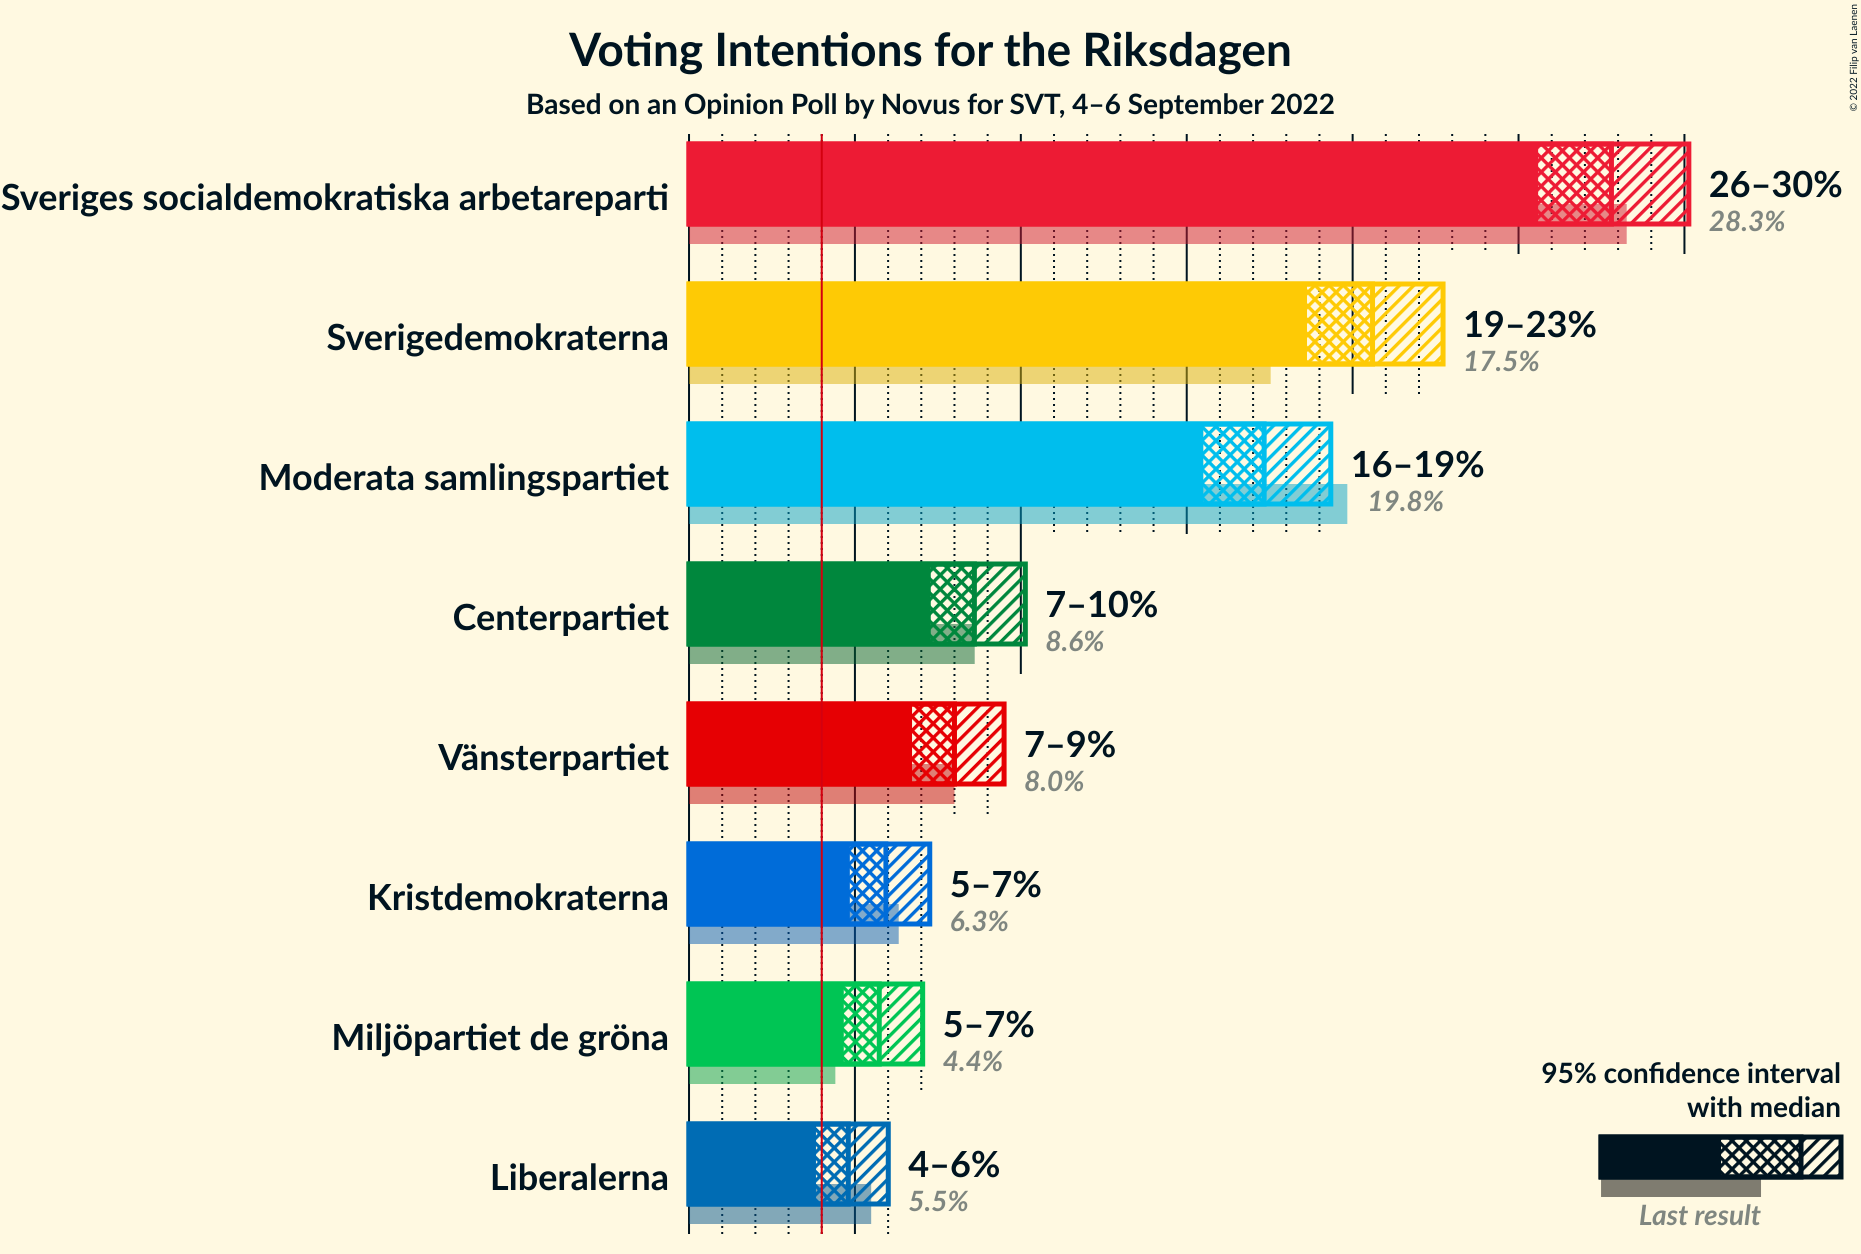 Voting Intentions for the Riksdagen
Based on an Opinion Poll by Novus for SVT, 4–6 September 2022
© 2022 Filip van Laenen
Sveriges socialdemokratiska arbetareparti
26–30%
28.3%
Sverigedemokraterna
19–23%
17.5%
Moderata samlingspartiet
16–19%
19.8%
Centerpartiet
7–10%
8.6%
Vänsterpartiet
7–9%
8.0%
Kristdemokraterna
5–7%
6.3%
Miljöpartiet de gröna
5–7%
4.4%
Liberalerna
4–6%
5.5%
95% confidence interval
with median
Last result